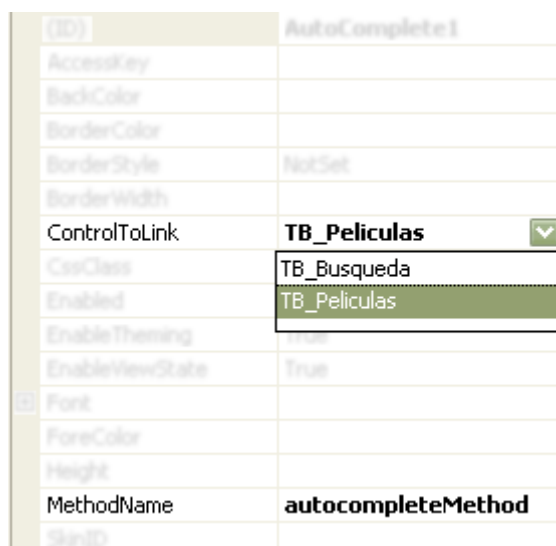 (ID) AutoComplete1
AccessKey
BackColor
BorderColor
BorderStyle NotSet
BorderWidth
ControlToLink TB_Peliculas
CssClass TB_Busqueda
Enabled TB_Peliculas
EnableTheming True
EnableViewState True
Font
ForeColor
Height
MethodName autocompleteMethod
SkinID